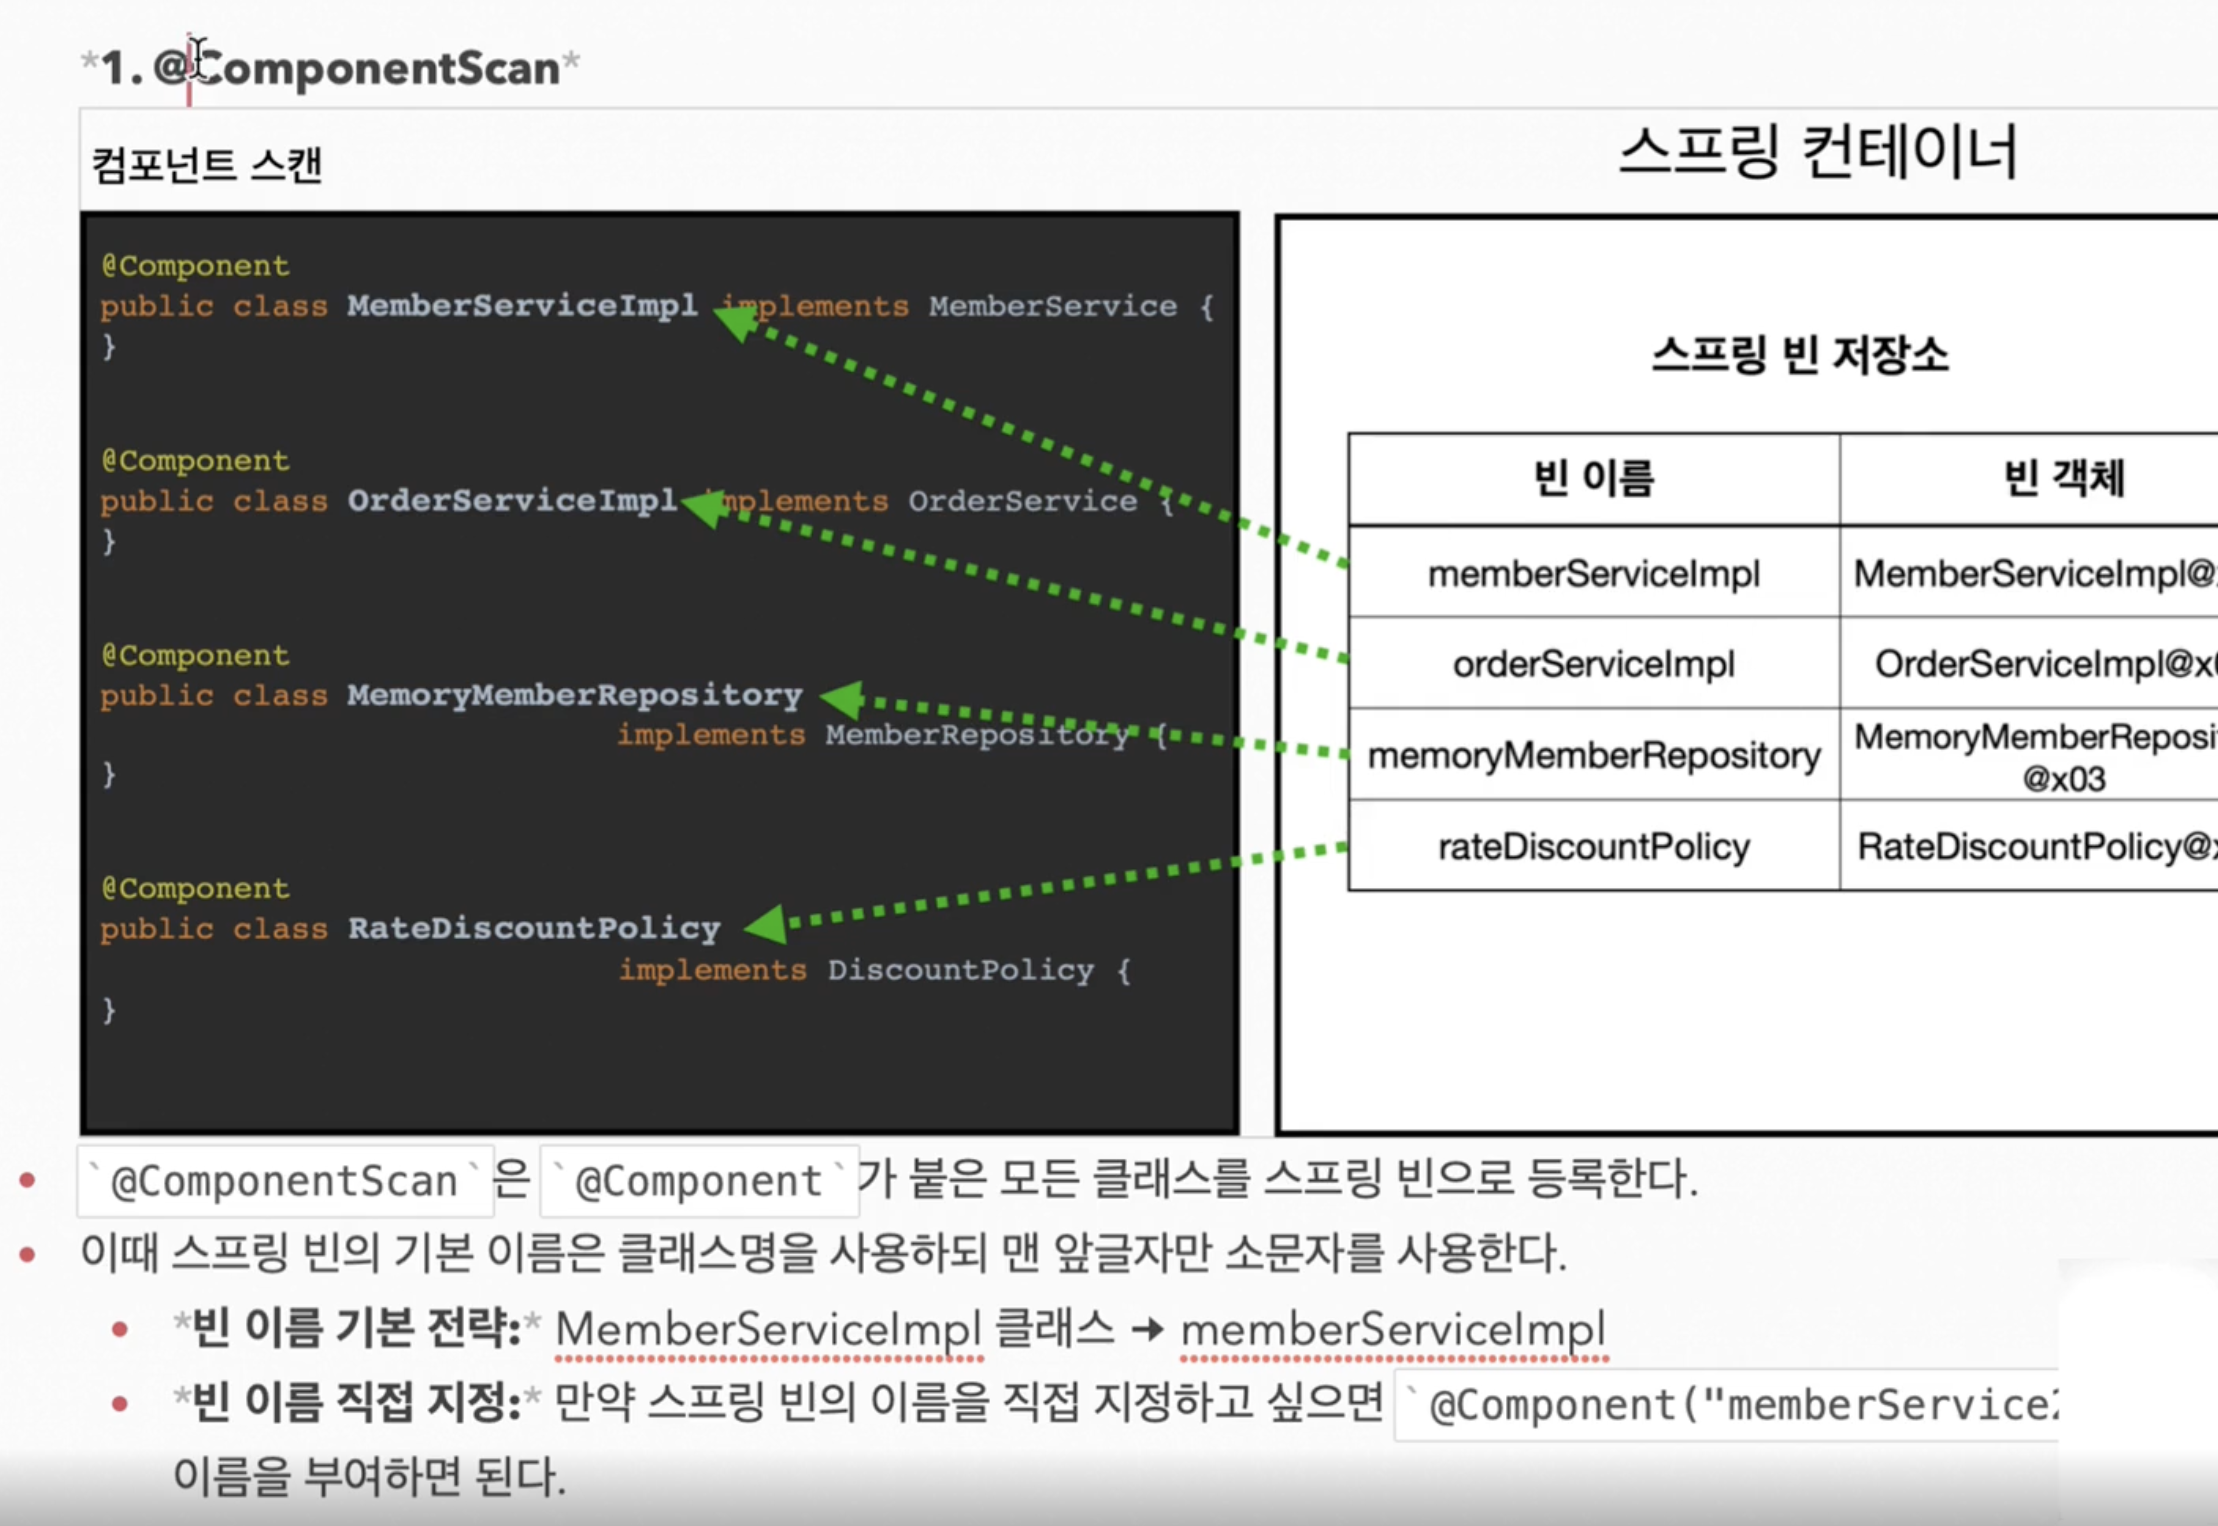 *1. @ComponentScan*
컴포넌트 스캔
@Component
public class MemberServiceImpl implements MemberService {
}
@Component
public class OrderServiceImpl implements OrderService {
}
@Component
public class MemoryMemberRepository
implements MemberRepository {
}
@Component
public class RateDiscountPolicy
implements DiscountPolicy {
}
스프링 컨테이너
스프링 빈 저장소
빈 이름 빈 객체
memberServiceImpl MemberServiceImpl@
orderServiceImpl OrderServiceImpl@x0
memoryMemberRepository MemoryMemberReposit
@x03
rateDiscountPolicy RateDiscountPolicy@x
`@ComponentScan`은 `@Component`가 붙은 모든 클래스를 스프링 빈으로 등록한다.
이때 스프링 빈의 기본 이름은 클래스명을 사용하되 맨 앞글자만 소문자를 사용한다.
*빈 이름 기본 전략:* MemberServiceImpl 클래스 → memberServiceImpl
*빈 이름 직접 지정:* 만약 스프링 빈의 이름을 직접 지정하고 싶으면 `@Component("memberService2
이름을 부여하면 된다.